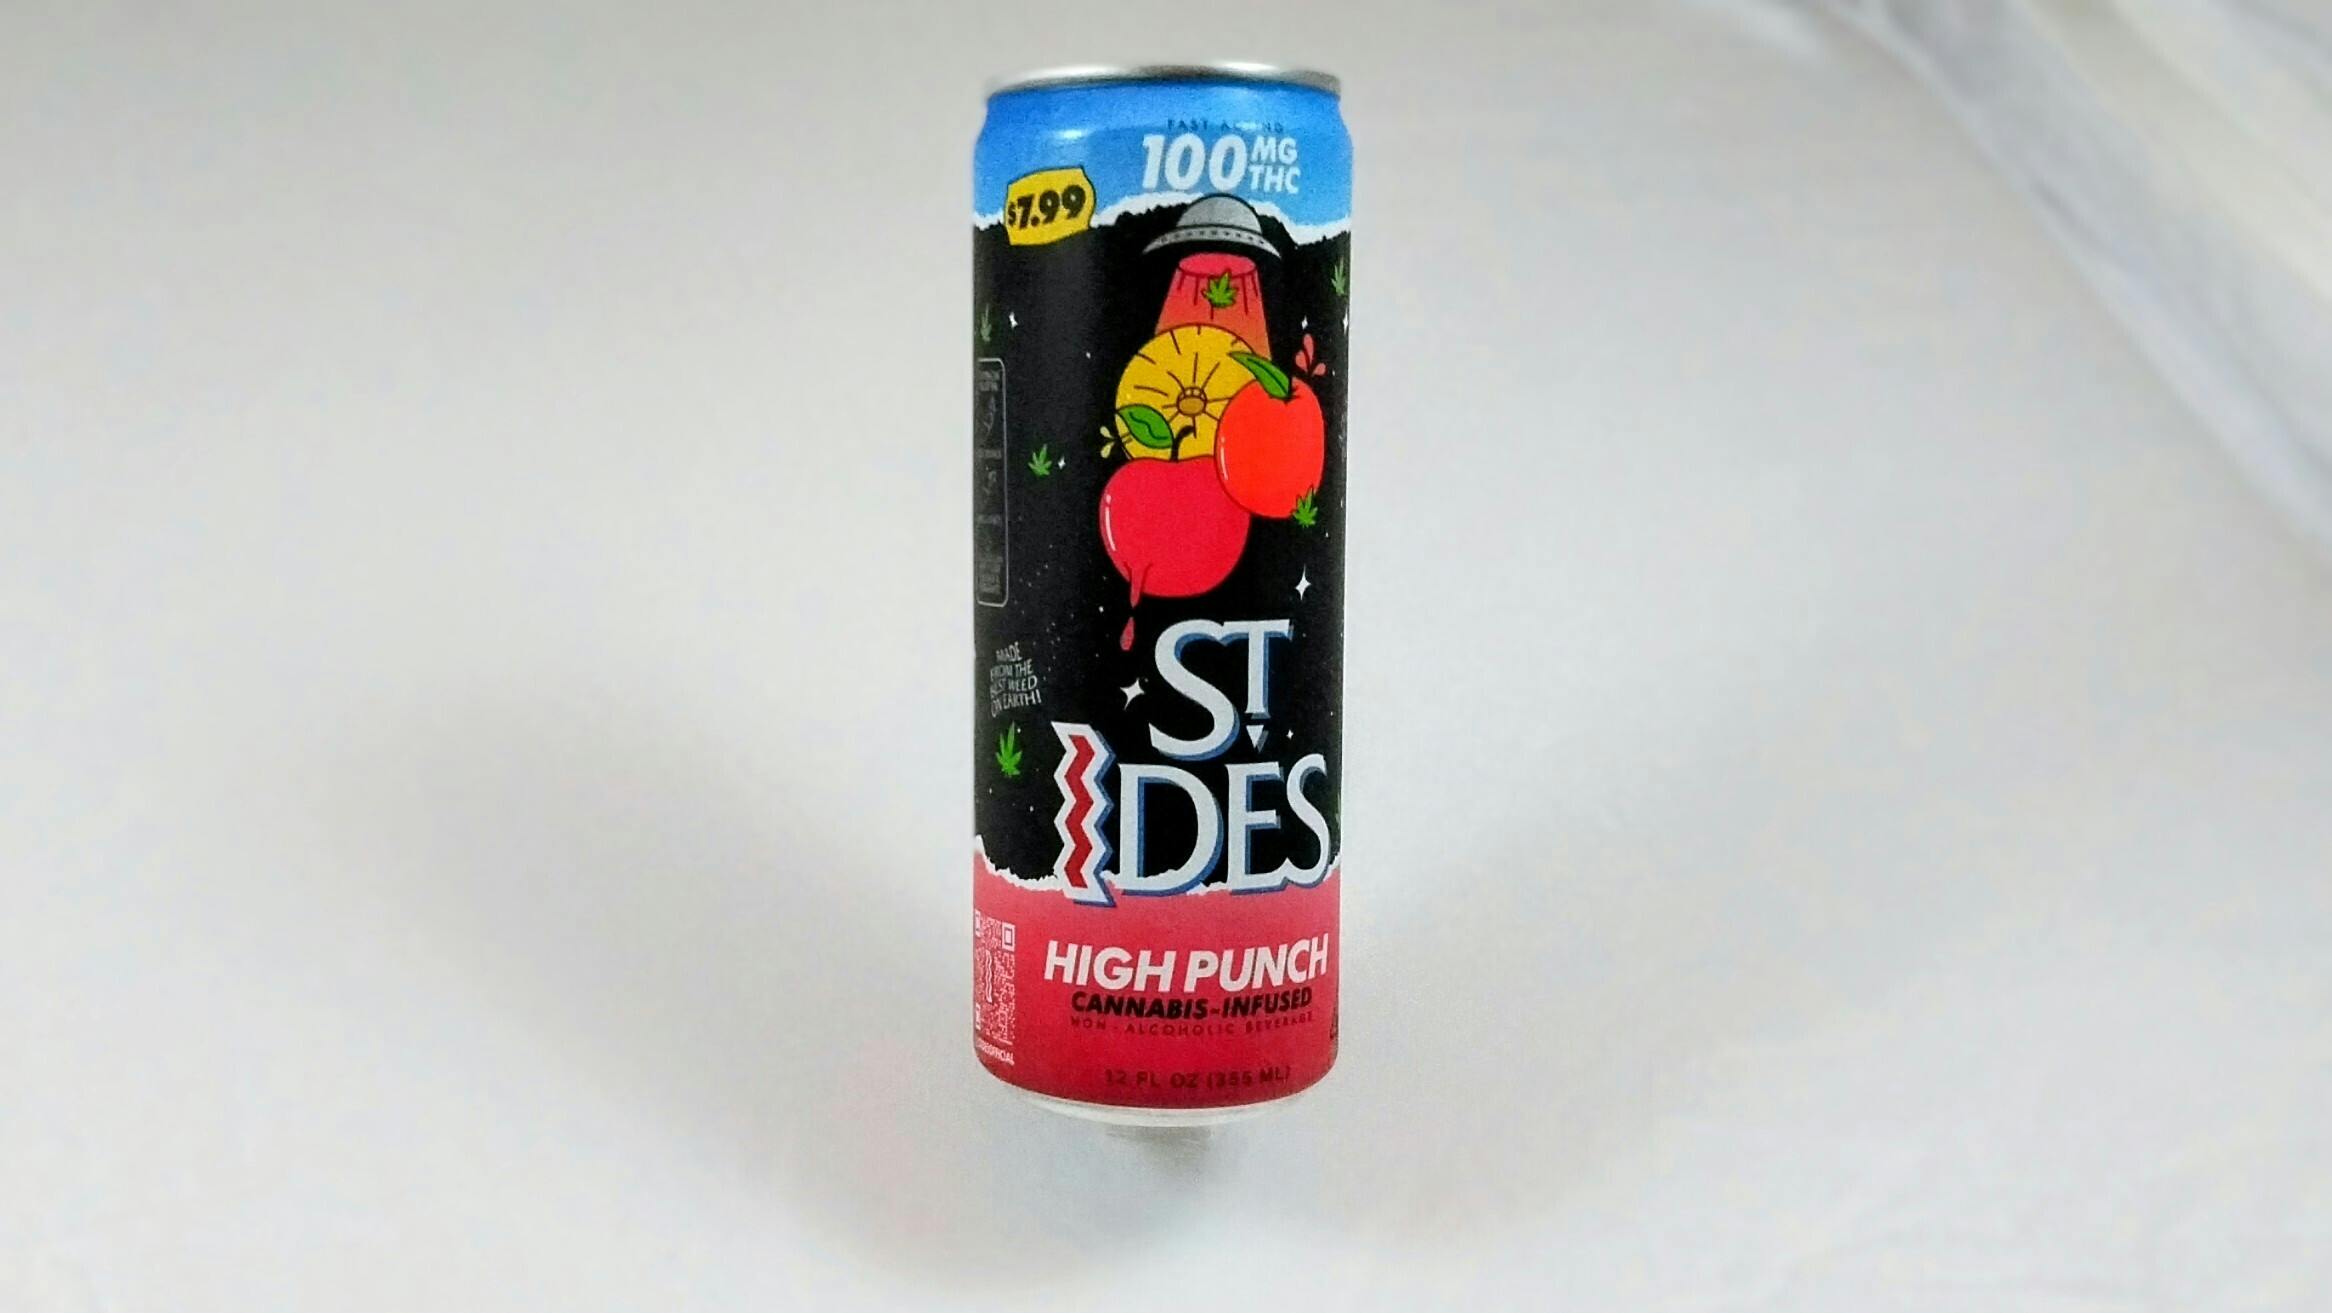 FAST ACTING
100 MG THC
$7.99
MADE
FROM THE
BEST WEED
ON EARTH!
ST
IDES
HIGH PUNCH
CANNABIS-INFUSED
NON-ALCOHOLIC BEVERAGE
12 FL OZ (355 ML)